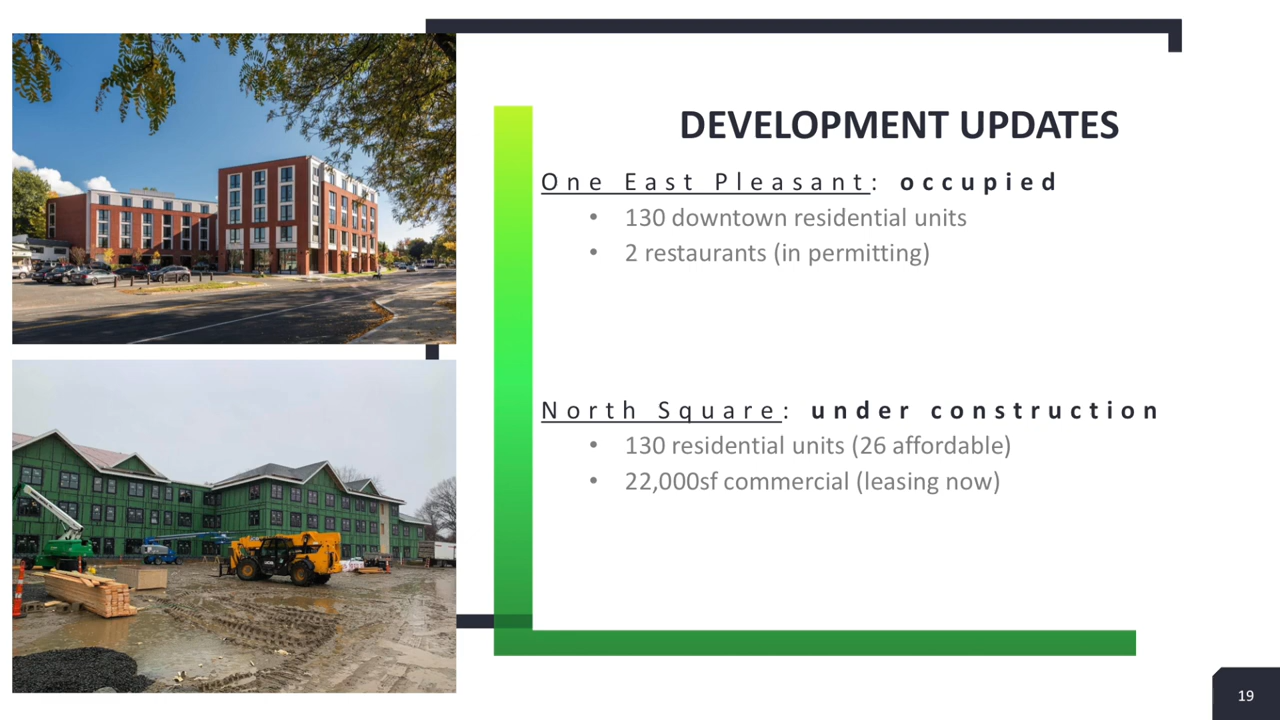 DEVELOPMENT UPDATES
One East Pleasant: occupied
• 130 downtown residential units
• 2 restaurants (in permitting)
North Square: under construction
• 130 residential units (26 affordable)
• 22,000sf commercial (leasing now)
19